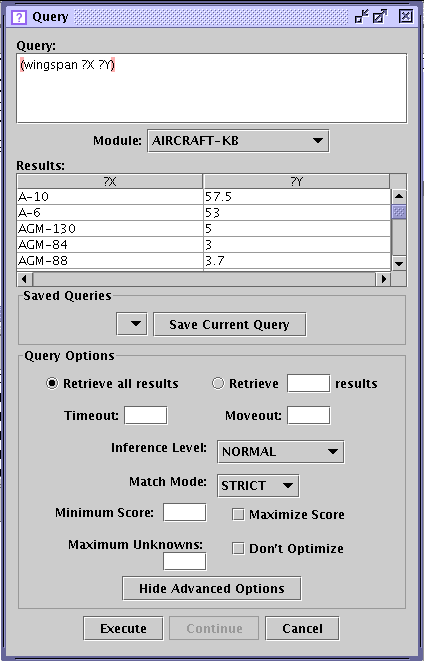 Query
Query:
(wingspan ?X ?Y)
Module: AIRCRAFT-KB
Results:
?X ?Y
A-10 57.5
A-6 53
AGM-130 5
AGM-84 3
AGM-88 3.7
Saved Queries
Save Current Query
Query Options
Retrieve all results Retrieve results
Timeout: Moveout:
Inference Level: NORMAL
Match Mode: STRICT
Minimum Score: Maximize Score
Maximum Unknowns: Don't Optimize
Hide Advanced Options
Execute Continue Cancel